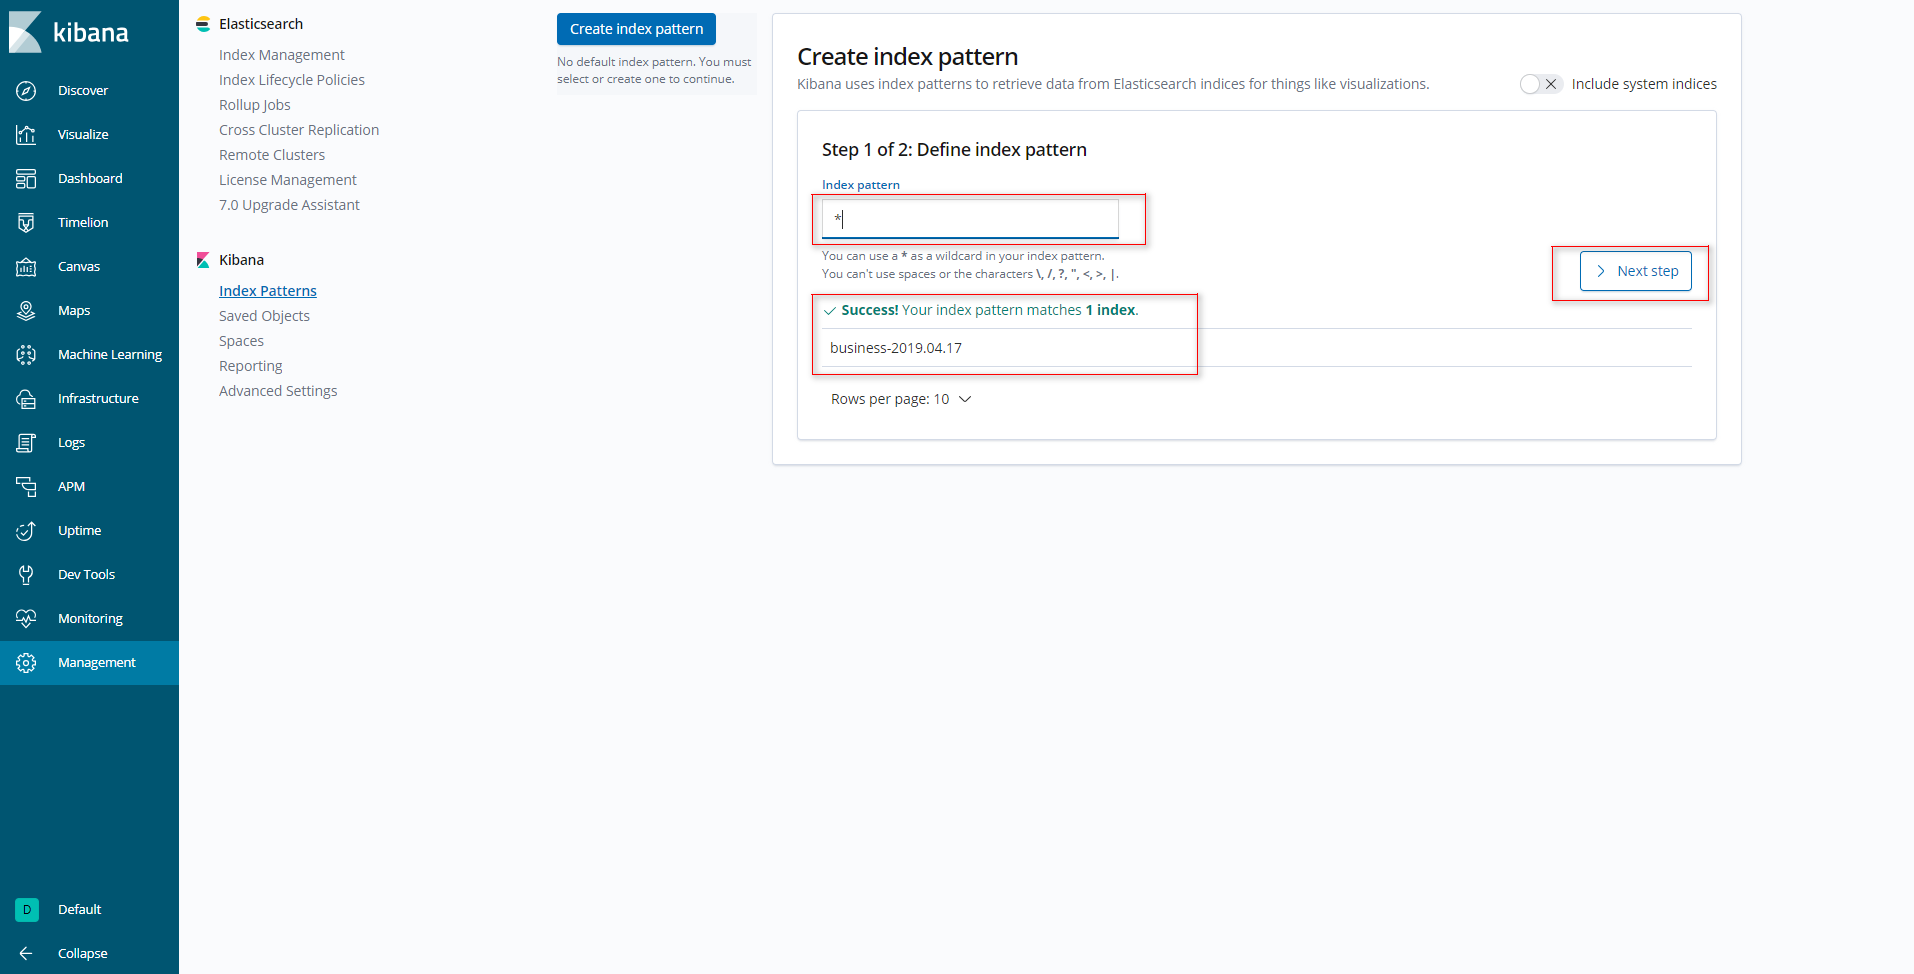 kibana
Discover
Visualize
Dashboard
Timelion
Canvas
Maps
Machine Learning
Infrastructure
Logs
APM
Uptime
Dev Tools
Monitoring
Management
D Default
Collapse
Elasticsearch
Index Management
Index Lifecycle Policies
Rollup Jobs
Cross Cluster Replication
Remote Clusters
License Management
7.0 Upgrade Assistant
Kibana
Index Patterns
Saved Objects
Spaces
Reporting
Advanced Settings
Create index pattern
No default index pattern. You must
select or create one to continue.
Create index pattern
Kibana uses index patterns to retrieve data from Elasticsearch indices for things like visualizations.
Include system indices
Step 1 of 2: Define index pattern
Index pattern
*
You can use a * as a wildcard in your index pattern.
You can't use spaces or the characters \, /, ?, ", <, >, |.
Next step
Success! Your index pattern matches 1 index.
business-2019.04.17
Rows per page: 10